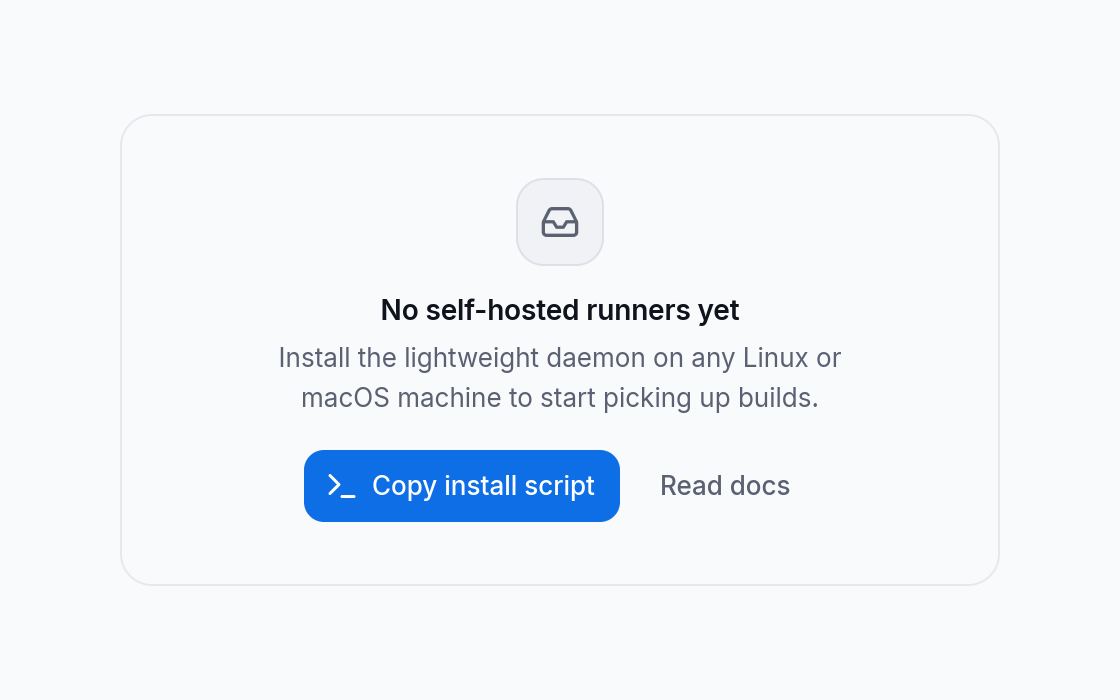 No self-hosted runners yet
Install the lightweight daemon on any Linux or
macOS machine to start picking up builds.
Copy install script
Read docs